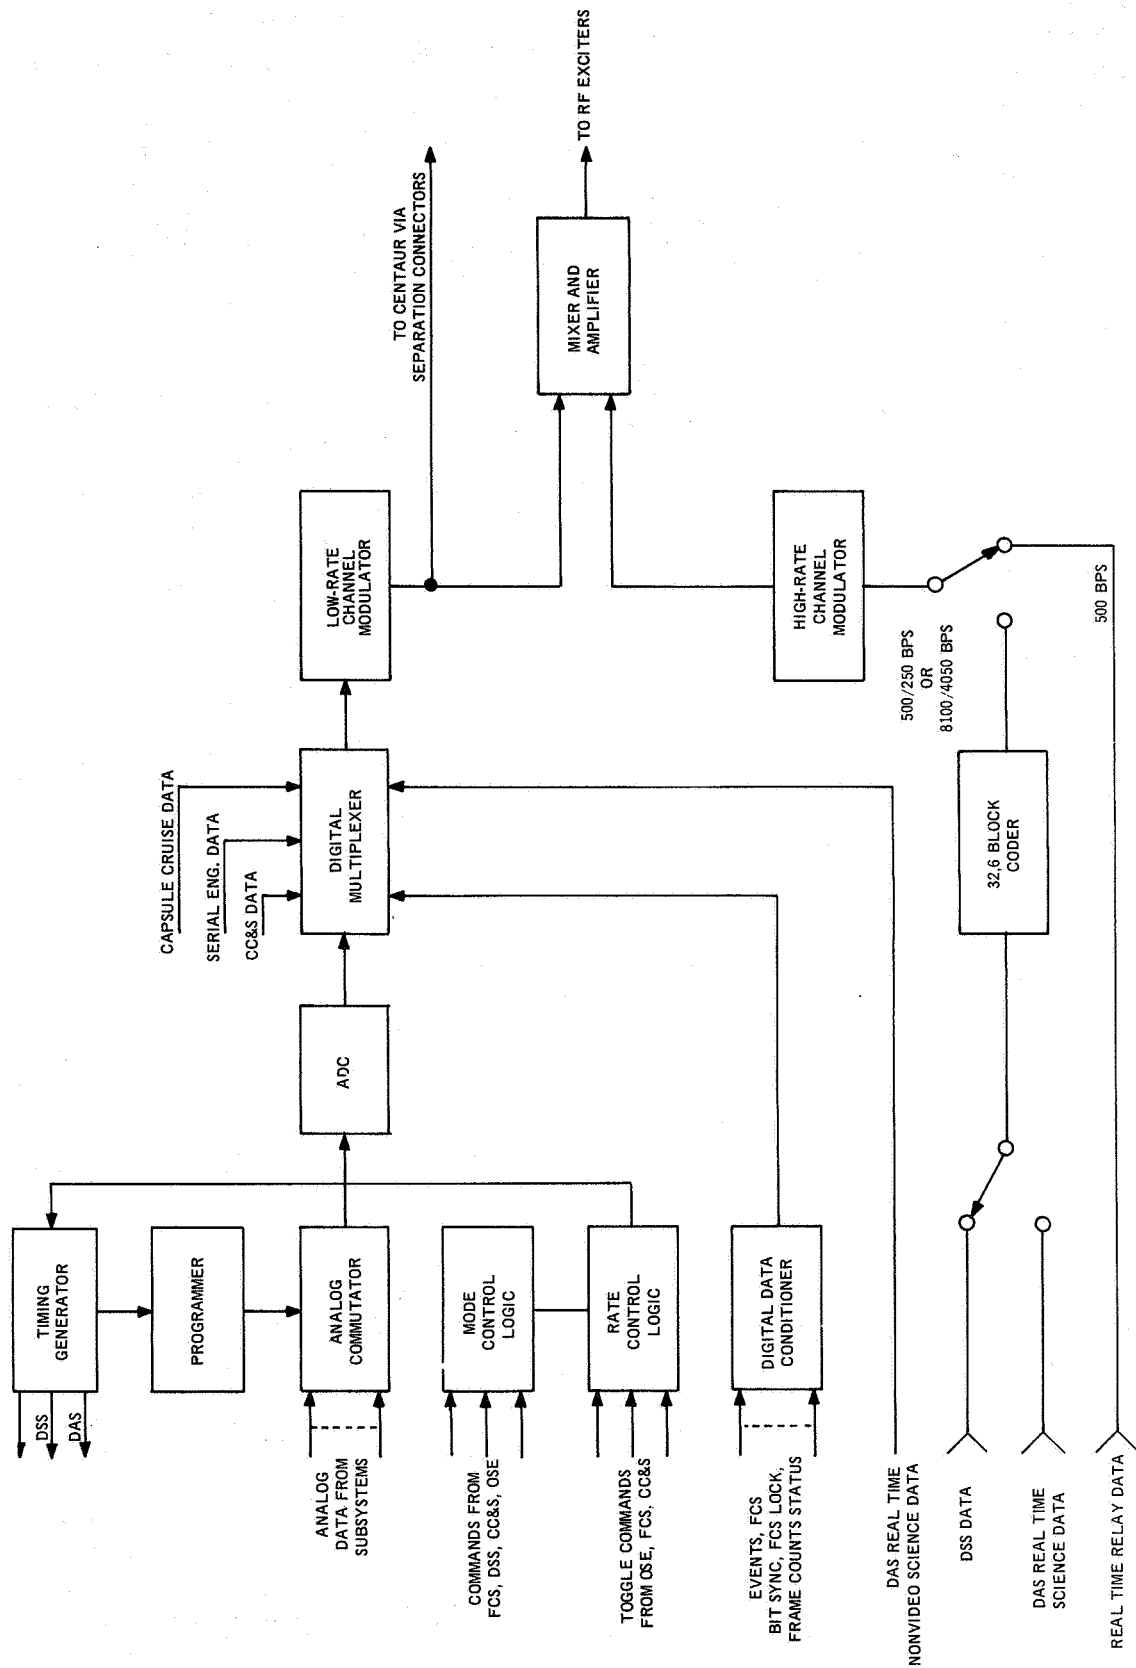 TIMING
GENERATOR
DSS
DAS
PROGRAMMER
ANALOG
COMMUTATOR
ANALOG
DATA FROM
SUBSYSTEMS
MODE
CONTROL
LOGIC
COMMANDS FROM
FCS, DSS, CC&S, OSE
RATE
CONTROL
LOGIC
TOGGLE COMMANDS
FROM OSE, FCS, CC&S
DIGITAL DATA
CONDITIONER
EVENTS, FCS
BIT SYNC, FCS LOCK,
FRAME COUNTS STATUS
DAS REAL TIME
NONVIDEO SCIENCE DATA
DSS DATA
DAS REAL TIME
SCIENCE DATA
REAL TIME RELAY DATA
ADC
CAPSULE CRUISE DATA
SERIAL ENG. DATA
CC&S DATA
DIGITAL
MULTIPLEXER
32,6 BLOCK
CODER
LOW-RATE
CHANNEL
MODULATOR
HIGH-RATE
CHANNEL
MODULATOR
500/250 BPS
OR
8100/4050 BPS
500 BPS
TO CENTAUR VIA
SEPARATION CONNECTORS
MIXER AND
AMPLIFIER
TO RF EXCITERS